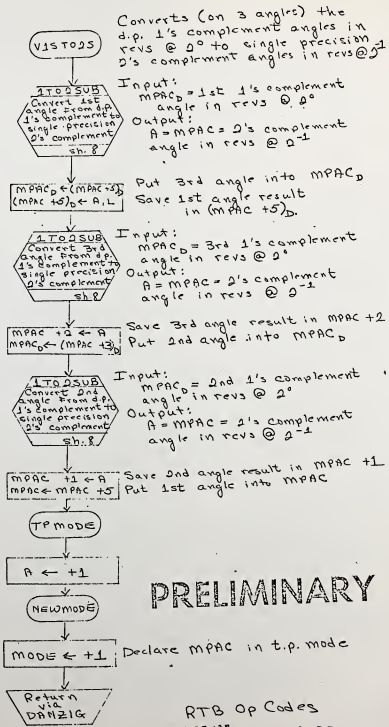 V1STO2S
Converts (on 3 angles) the
d.p. 1's complement angles in
revs @ 2⁰ to single precision
2's complement angles in revs @ 2⁻¹
1TO2SUB
Convert 1st
angle from d.p.
1's complement to
single precision
2's complement
sh. 8
Input:
MPAC_D = 1st 1's complement
angle in revs @ 2⁰
Output:
A = MPAC = 2's complement
angle in revs @ 2⁻¹
MPAC_D ← (MPAC +5)_D
(MPAC +5)_D ← A,L
Put 3rd angle into MPAC_D
Save 1st angle result
in (MPAC +5)_D.
1TO2SUB
Convert 3rd
angle from d.p.
1's complement to
single precision
2's complement
sh. 8
Input:
MPAC_D = 3rd 1's complement
angle in revs @ 2⁰
Output:
A = MPAC = 2's complement
angle in revs @ 2⁻¹
MPAC +2 ← A
MPAC_D ← (MPAC +3)_D
Save 3rd angle result in MPAC +2
Put 2nd angle into MPAC_D
1TO2SUB
Convert 2nd
angle from d.p.
1's complement to
single precision
2's complement
sh. 8
Input:
MPAC_D = 2nd 1's complement
angle in revs @ 2⁰
Output:
A = MPAC = 2's complement
angle in revs @ 2⁻¹
MPAC +1 ← A
MPAC ← MPAC +5
Save 2nd angle result in MPAC +1
Put 1st angle into MPAC
TPMODE
A ← +1
PRELIMINARY
NEWMODE
MODE ← +1
Declare MPAC in t.p. mode
Return
via
DANZIG
RTB Op Codes